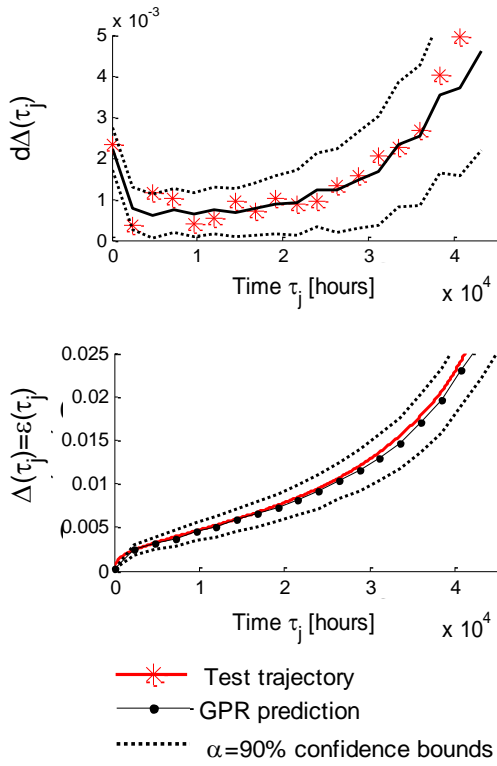 x 10⁻³
5
4
3
2
1
0
dΔ(τⱼ)
0 1 2 3 4
Time τⱼ [hours]
x 10⁴
0.025
0.02
0.015
0.01
0.005
0
Δ(τⱼ)=ε(τⱼ)
0 1 2 3 4
Time τⱼ [hours]
x 10⁴
Test trajectory
GPR prediction
α=90% confidence bounds